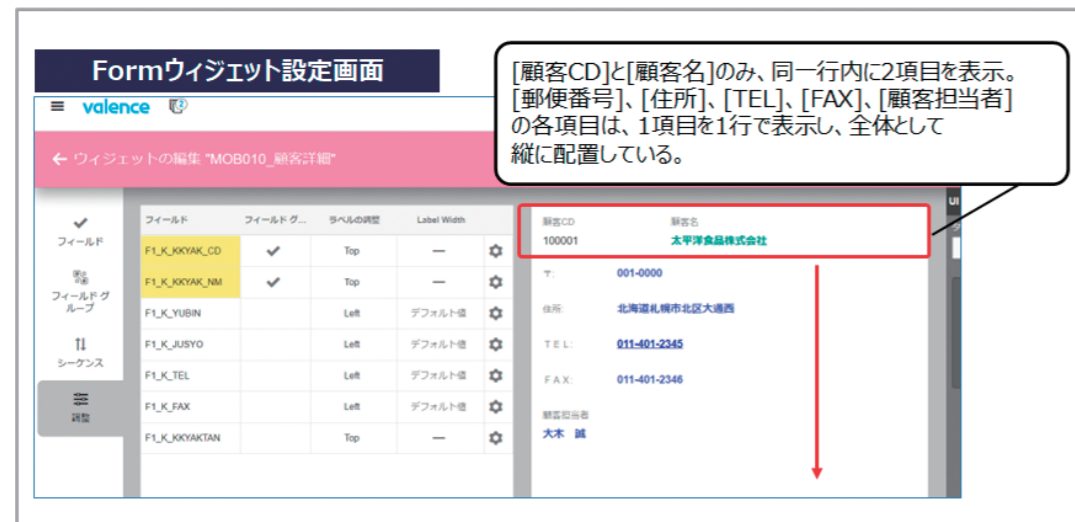 Formウィジェット設定画面
[顧客CD]と[顧客名]のみ、同一行内に2項目を表示。
[郵便番号]、[住所]、[TEL]、[FAX]、[顧客担当者]
の各項目は、1項目を1行で表示し、全体として
縦に配置している。
valence 2
ウィジェットの編集 "MOB010_顧客詳細"
UI
フィールド
フィールド グループ
シーケンス
調整
フィールド フィールド グ... ラベルの調整 Label Width
F1_K_KKYAK_CD Top —
F1_K_KKYAK_NM Top —
F1_K_YUBIN Left デフォルト値
F1_K_JUSYO Left デフォルト値
F1_K_TEL Left デフォルト値
F1_K_FAX Left デフォルト値
F1_K_KKYAKTAN Top —
顧客CD 顧客名
100001 太平洋食品株式会社
〒: 001-0000
住所: 北海道札幌市北区大通西
TEL: 011-401-2345
FAX: 011-401-2346
顧客担当者
大木 誠